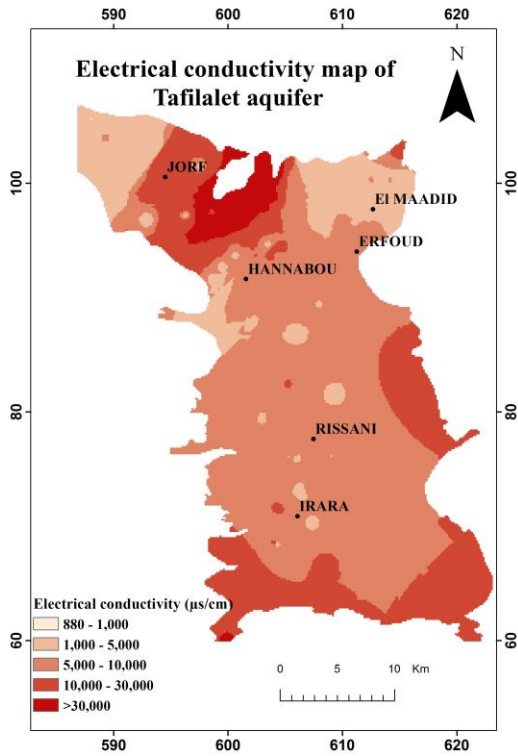 590 600 610 620
Electrical conductivity map of
Tafilalet aquifer
N
JORF
100 100
El MAADID
ERFOUD
HANNABOU
80 80
RISSANI
IRARA
Electrical conductivity (µs/cm)
880 - 1,000
1,000 - 5,000
5,000 - 10,000
10,000 - 30,000
>30,000
60 60
0 5 10 Km
590 600 610 620